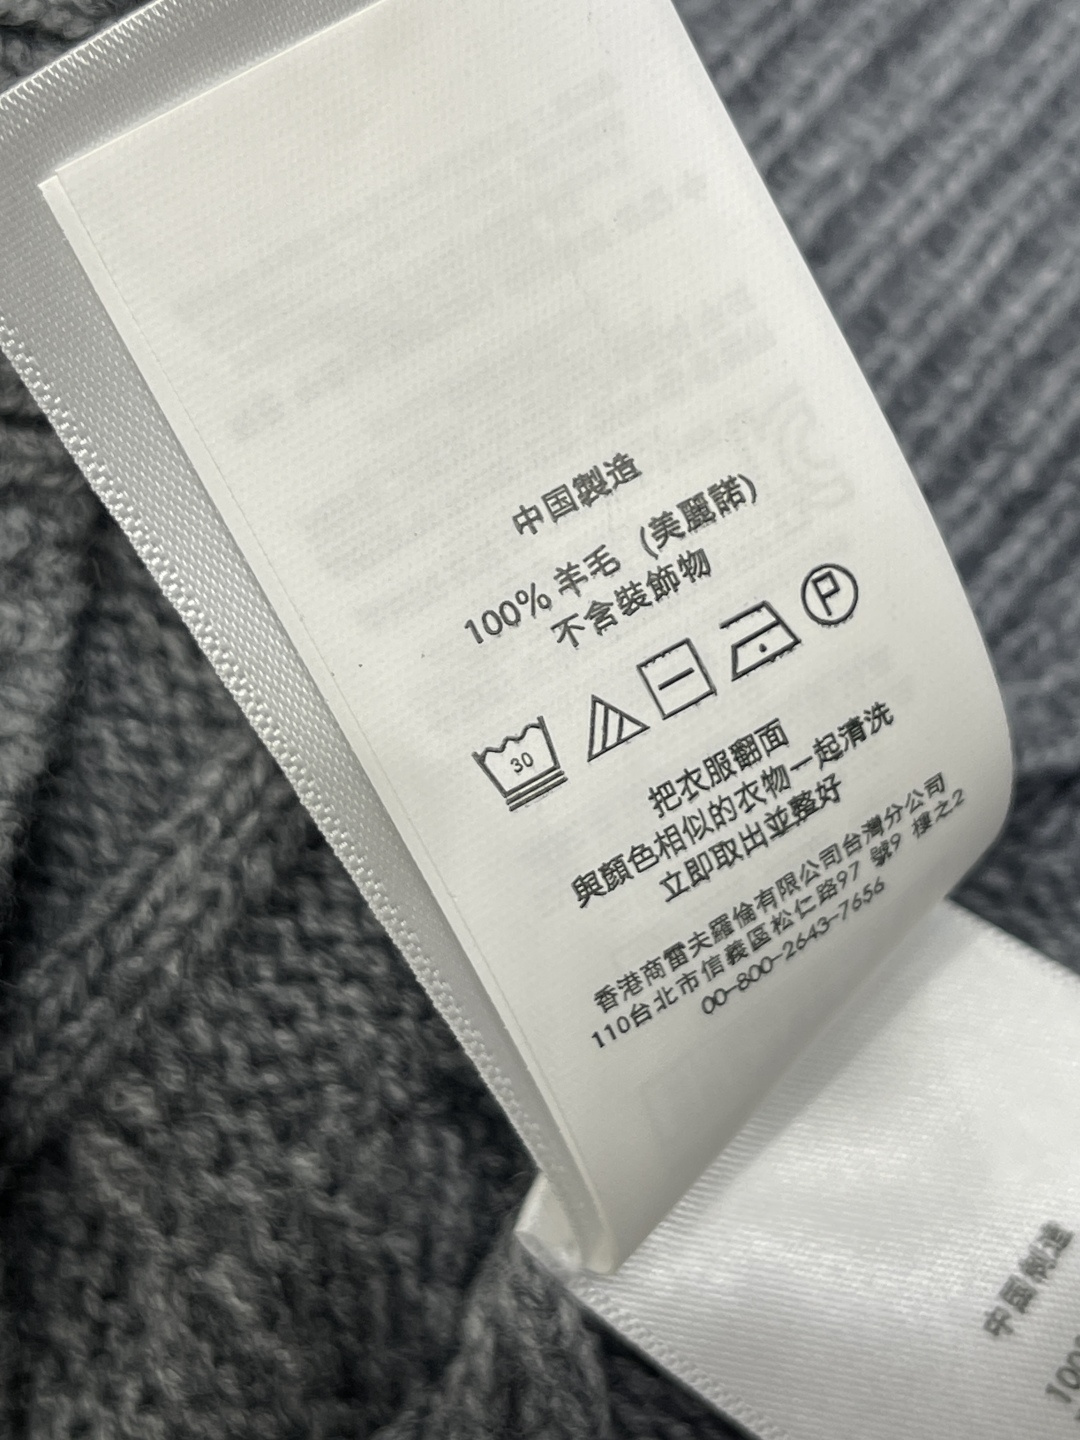 中国製造
100% 羊毛 (美麗諾)
不含裝飾物
30
P
把衣服翻面
與顏色相似的衣物一起清洗
立即取出並整好
香港商雷夫羅倫有限公司台灣分公司
110台北市信義區松仁路97 號9 樓之2
00-800-2643-7656
中国製造
100